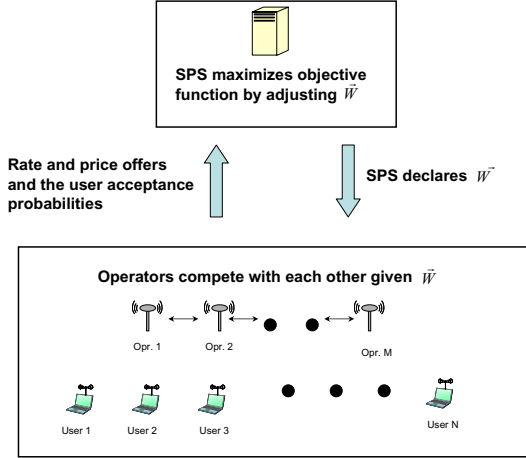 SPS maximizes objective
function by adjusting W⃗
Rate and price offers
and the user acceptance
probabilities
SPS declares W⃗
Operators compete with each other given W⃗
Opr. 1
Opr. 2
Opr. M
User 1
User 2
User 3
User N